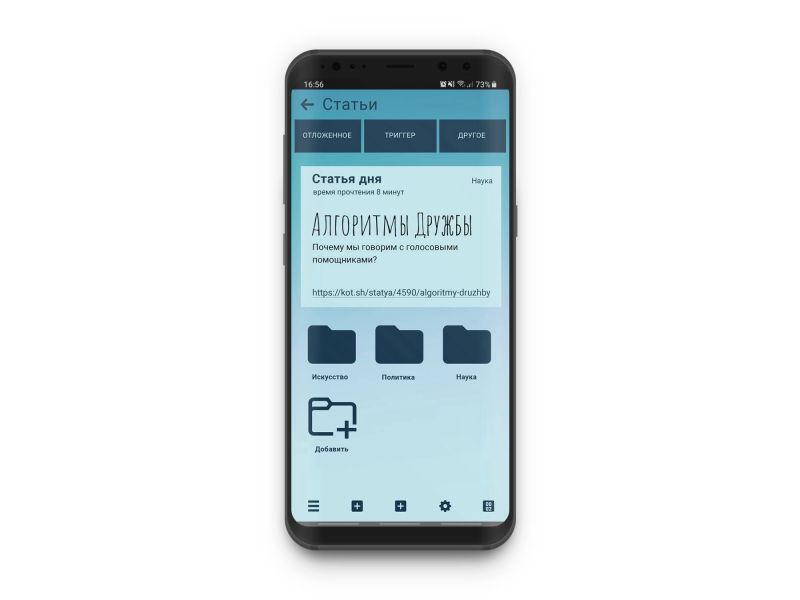 16:56 73%
Статьи
ОТЛОЖЕННОЕ ТРИГГЕР ДРУГОЕ
Статья дня Наука
время прочтения 8 минут
Алгоритмы Дружбы
Почему мы говорим с голосовыми
помощниками?
https://kot.sh/statya/4590/algoritmy-druzhby
Искусство Политика Наука
Добавить